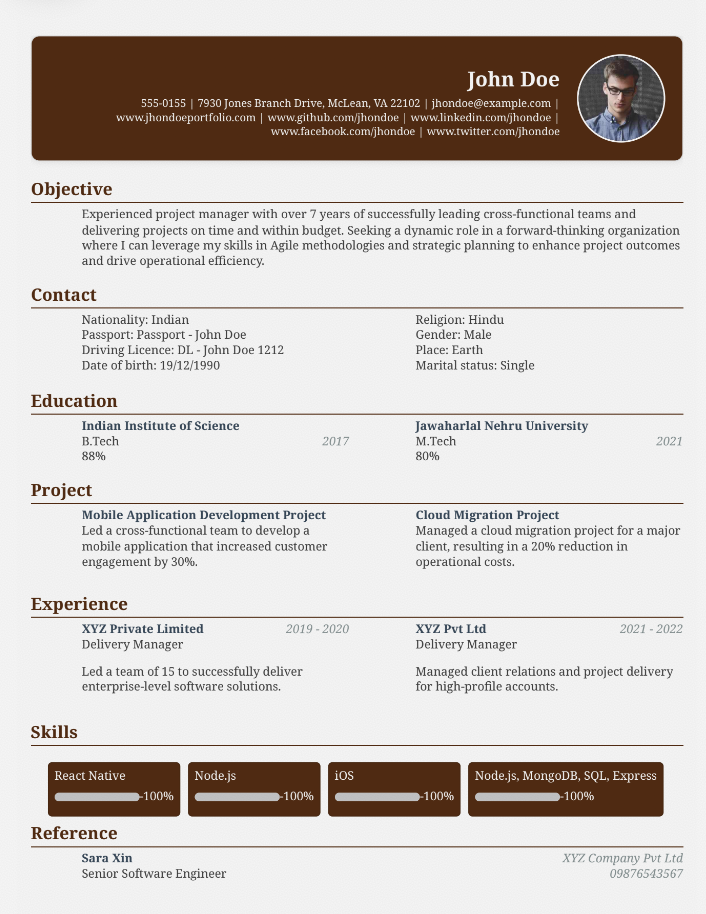 John Doe
555-0155 | 7930 Jones Branch Drive, McLean, VA 22102 | jhondoe@example.com |
www.jhondoeportfolio.com | www.github.com/jhondoe | www.linkedin.com/jhondoe |
www.facebook.com/jhondoe | www.twitter.com/jhondoe
Objective
Experienced project manager with over 7 years of successfully leading cross-functional teams and
delivering projects on time and within budget. Seeking a dynamic role in a forward-thinking organization
where I can leverage my skills in Agile methodologies and strategic planning to enhance project outcomes
and drive operational efficiency.
Contact
Nationality: Indian
Passport: Passport - John Doe
Driving Licence: DL - John Doe 1212
Date of birth: 19/12/1990
Religion: Hindu
Gender: Male
Place: Earth
Marital status: Single
Education
Indian Institute of Science
B.Tech 2017
88%
Jawaharlal Nehru University
M.Tech 2021
80%
Project
Mobile Application Development Project
Led a cross-functional team to develop a
mobile application that increased customer
engagement by 30%.
Cloud Migration Project
Managed a cloud migration project for a major
client, resulting in a 20% reduction in
operational costs.
Experience
XYZ Private Limited 2019 - 2020
Delivery Manager
Led a team of 15 to successfully deliver
enterprise-level software solutions.
XYZ Pvt Ltd 2021 - 2022
Delivery Manager
Managed client relations and project delivery
for high-profile accounts.
Skills
React Native
-100%
Node.js
-100%
iOS
-100%
Node.js, MongoDB, SQL, Express
-100%
Reference
Sara Xin XYZ Company Pvt Ltd
Senior Software Engineer 09876543567